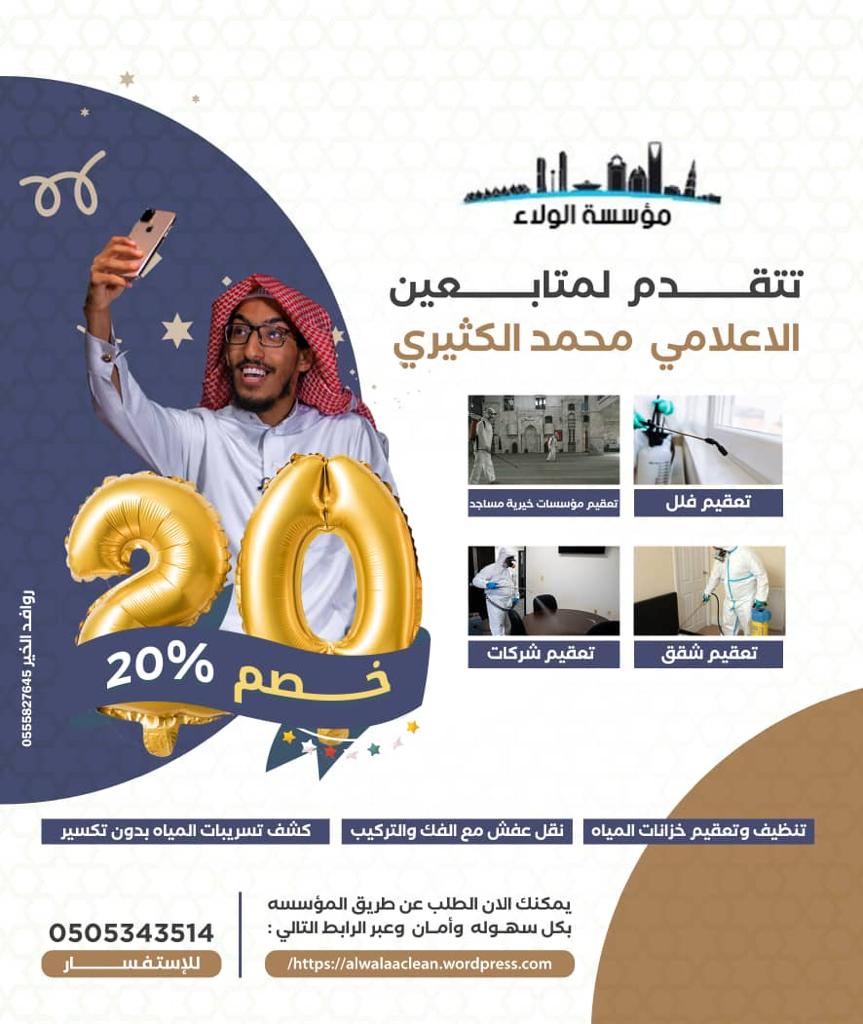 مؤسسة الولاء
تتقدم لمتابعين
الاعلامي محمد الكثيري
تعقيم فلل
تعقيم مؤسسات خيرية مساجد
تعقيم شقق
تعقيم شركات
20
خصم 20%
روافد الخير 0555827645
تنظيف وتعقيم خزانات المياه
نقل عفش مع الفك والتركيب
كشف تسريبات المياه بدون تكسير
يمكنك الان الطلب عن طريق المؤسسه
بكل سهوله وأمان وعبر الرابط التالي :
/https://alwalaaclean.wordpress.com
0505343514
للإستفسار